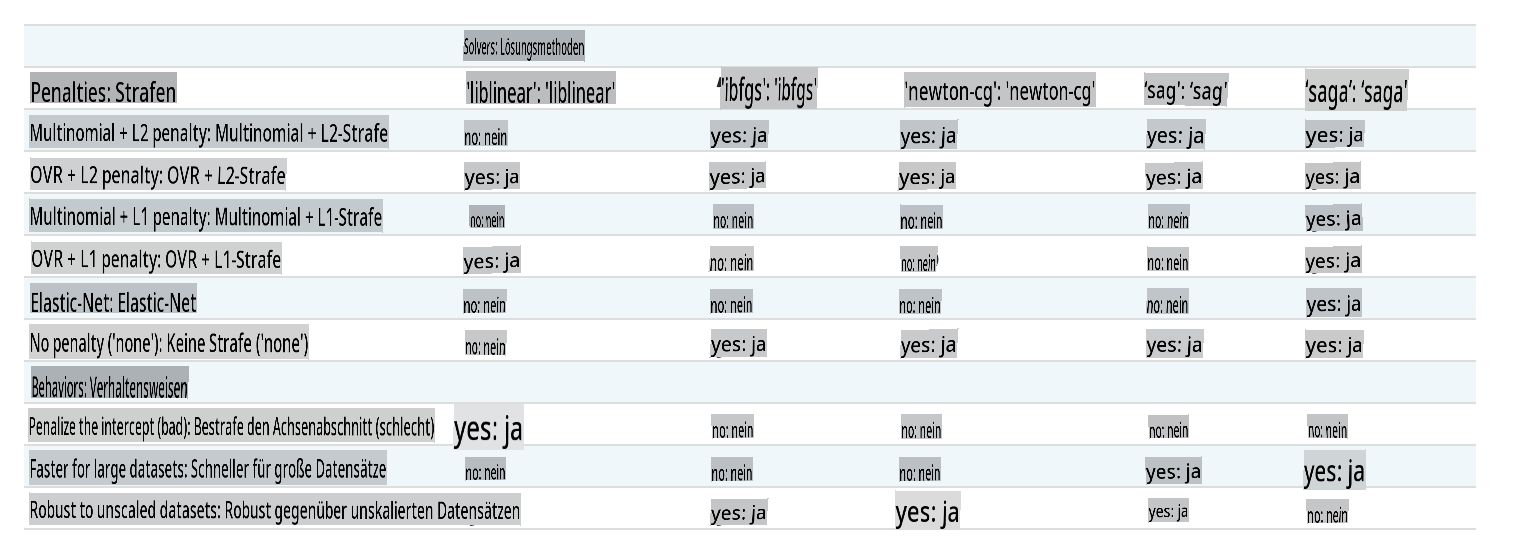 Solvers: Lösungsmethoden
Penalties: Strafen 'liblinear': 'liblinear' “ibfgs': 'ibfgs' 'newton-cg': 'newton-cg' ‘sag’: ‘sag’ ‘saga’: ‘saga’
Multinomial + L2 penalty: Multinomial + L2-Strafe no: nein yes: ja yes: ja yes: ja yes: ja
OVR + L2 penalty: OVR + L2-Strafe yes: ja yes: ja yes: ja yes: ja yes: ja
Multinomial + L1 penalty: Multinomial + L1-Strafe no: nein no: nein no: nein no: nein yes: ja
OVR + L1 penalty: OVR + L1-Strafe yes: ja no: nein no: nein no: nein yes: ja
Elastic-Net: Elastic-Net no: nein no: nein no: nein no: nein yes: ja
No penalty ('none'): Keine Strafe ('none') no: nein yes: ja yes: ja yes: ja yes: ja
Behaviors: Verhaltensweisen
Penalize the intercept (bad): Bestrafe den Achsenabschnitt (schlecht) yes: ja no: nein no: nein no: nein no: nein
Faster for large datasets: Schneller für große Datensätze no: nein no: nein no: nein yes: ja yes: ja
Robust to unscaled datasets: Robust gegenüber unskalierten Datensätzen yes: ja yes: ja yes: ja no: nein